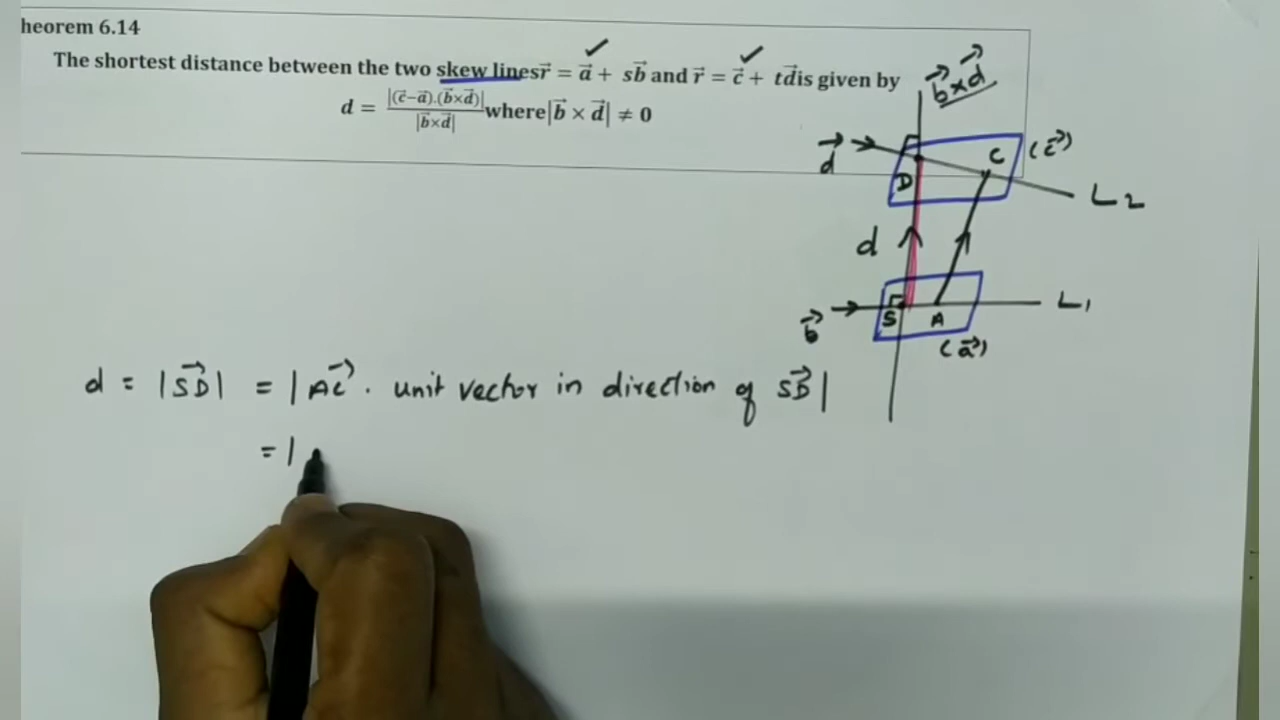 heorem 6.14
The shortest distance between the two skew lines r⃗ = a⃗ + sb⃗ and r⃗ = c⃗ + td⃗ is given by
d = |(c⃗−a⃗).(b⃗×d⃗)| / |b⃗×d⃗| where |b⃗ × d⃗| ≠ 0
b⃗×d⃗
d⃗
D
C
(c⃗)
L2
d
b⃗
S
A
L1
(a⃗)
d = |SD⃗| = |AC⃗ . unit vector in direction of SD⃗|
= |